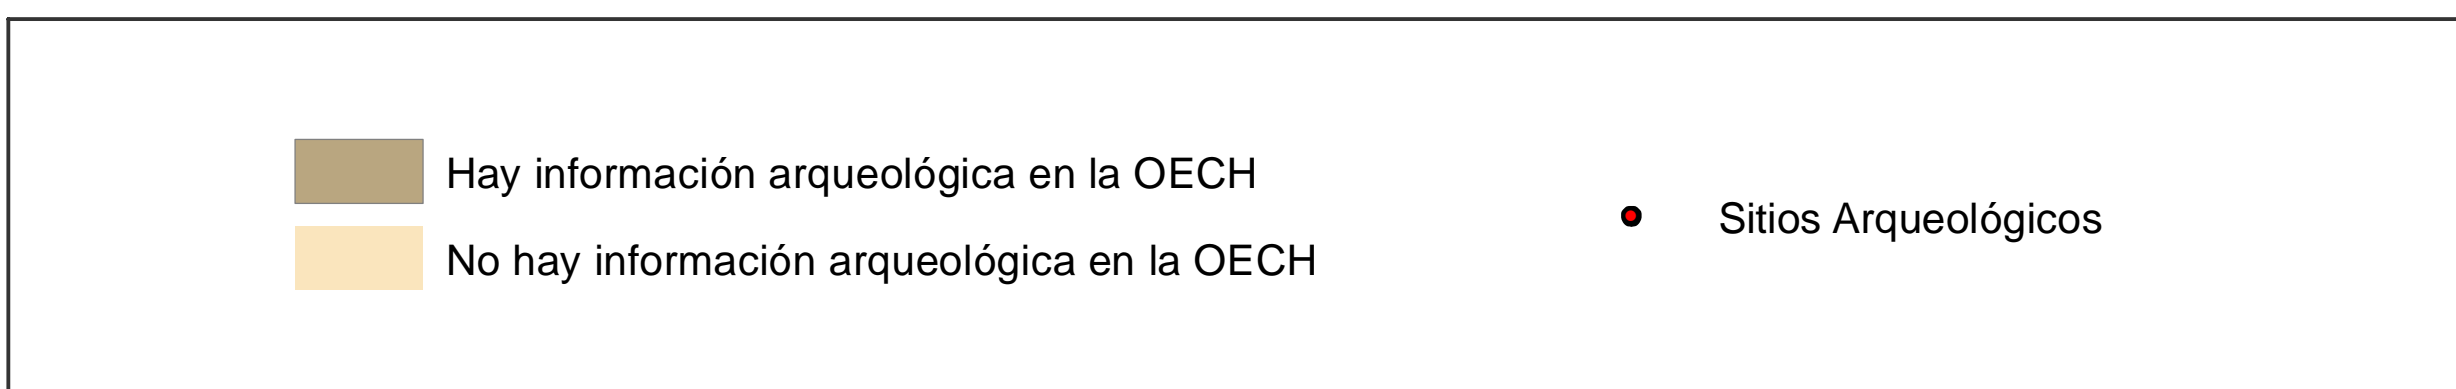 Hay información arqueológica en la OECH
No hay información arqueológica en la OECH
Sitios Arqueológicos